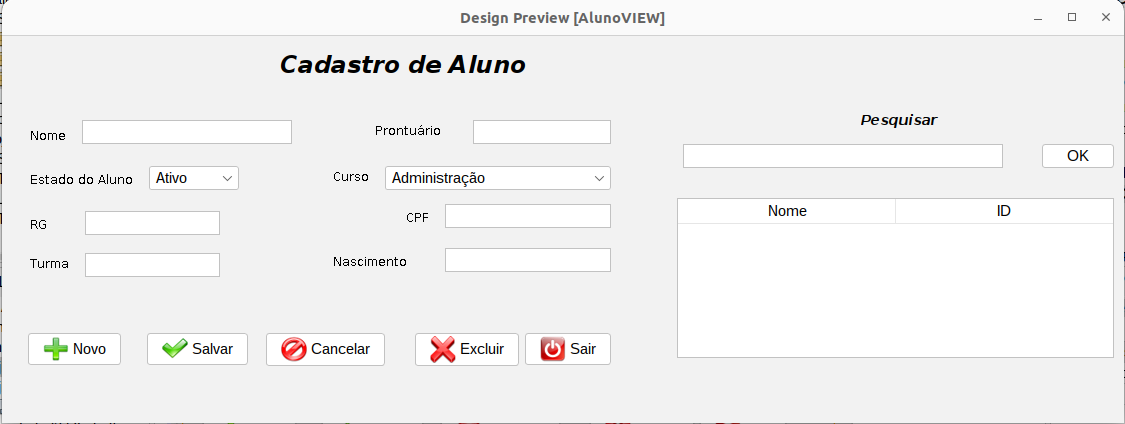 Design Preview [AlunoVIEW]
Cadastro de Aluno
Nome
Prontuário
Estado do Aluno
Ativo
Curso
Administração
RG
CPF
Turma
Nascimento
Novo
Salvar
Cancelar
Excluir
Sair
Pesquisar
OK
Nome
ID